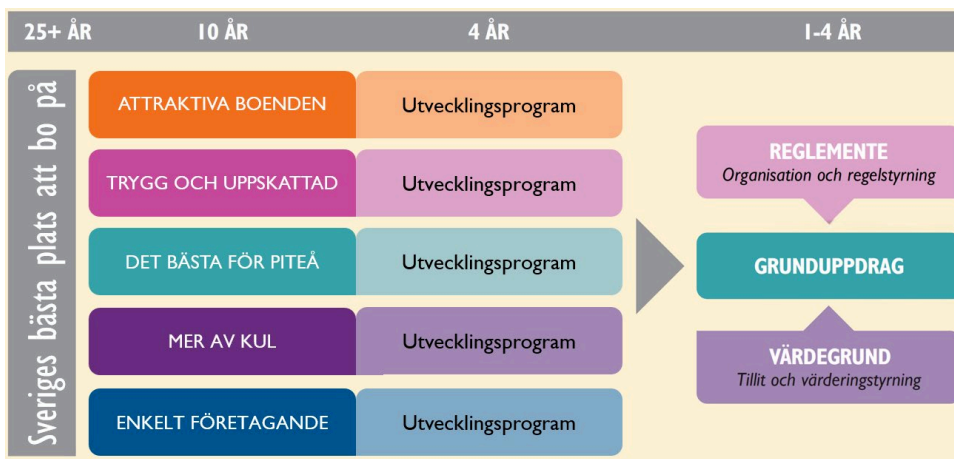 25+ ÅR
10 ÅR
4 ÅR
1-4 ÅR
Sveriges bästa plats att bo på
ATTRAKTIVA BOENDEN
Utvecklingsprogram
TRYGG OCH UPPSKATTAD
Utvecklingsprogram
DET BÄSTA FÖR PITEÅ
Utvecklingsprogram
MER AV KUL
Utvecklingsprogram
ENKELT FÖRETAGANDE
Utvecklingsprogram
REGLEMENTE
Organisation och regelstyrning
GRUNDUPPDRAG
VÄRDEGRUND
Tillit och värderingstyrning